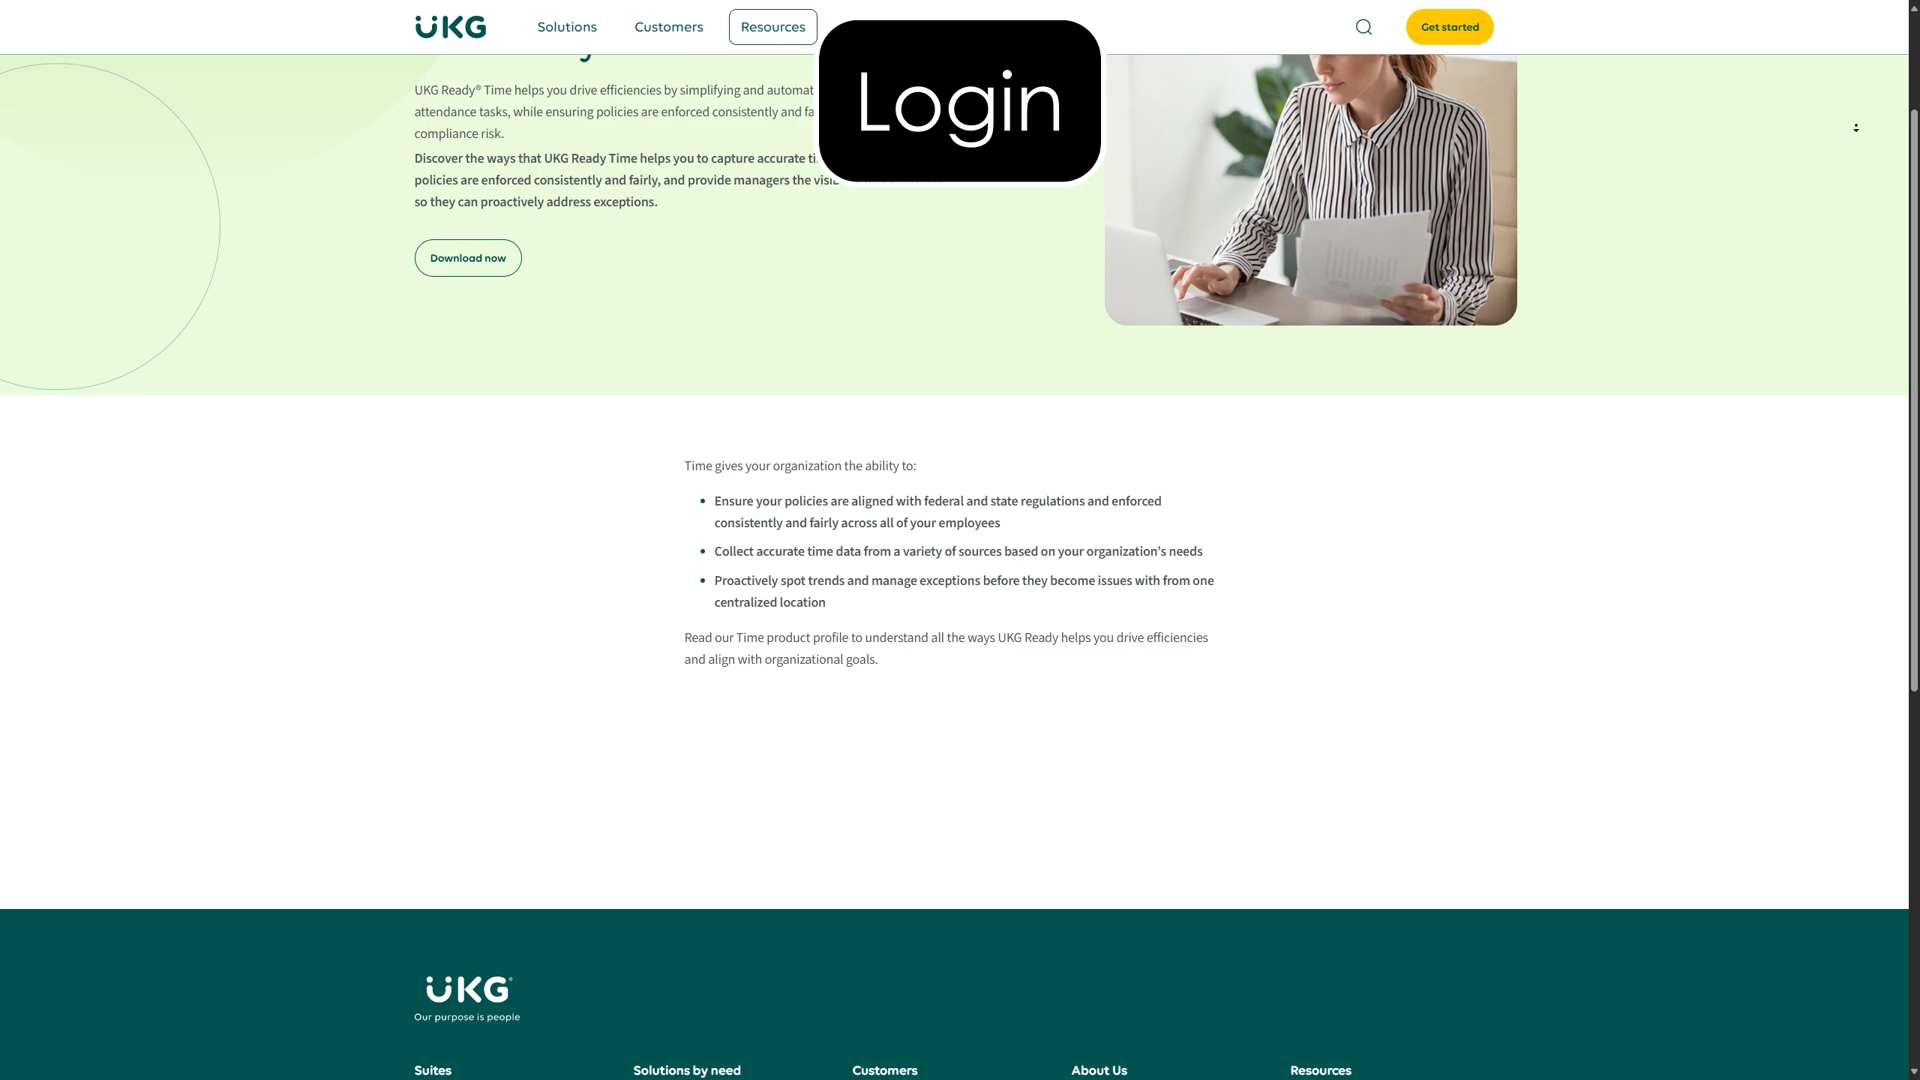 UKG
Solutions
Customers
Resources
Login
Get started
UKG Ready® Time helps you drive efficiencies by simplifying and
attendance tasks, while ensuring policies are enforced consistently and
compliance risk.
Discover the ways that UKG Ready Time helps you to capture accurate
policies are enforced consistently and fairly, and provide managers the
so they can proactively address exceptions.
Download now
Time gives your organization the ability to:
• Ensure your policies are aligned with federal and state regulations and enforced
consistently and fairly across all of your employees
• Collect accurate time data from a variety of sources based on your organization’s needs
• Proactively spot trends and manage exceptions before they become issues with from one
centralized location
Read our Time product profile to understand all the ways UKG Ready helps you drive efficiencies
and align with organizational goals.
UKG®
Our purpose is people
Suites
Solutions by need
Customers
About Us
Resources